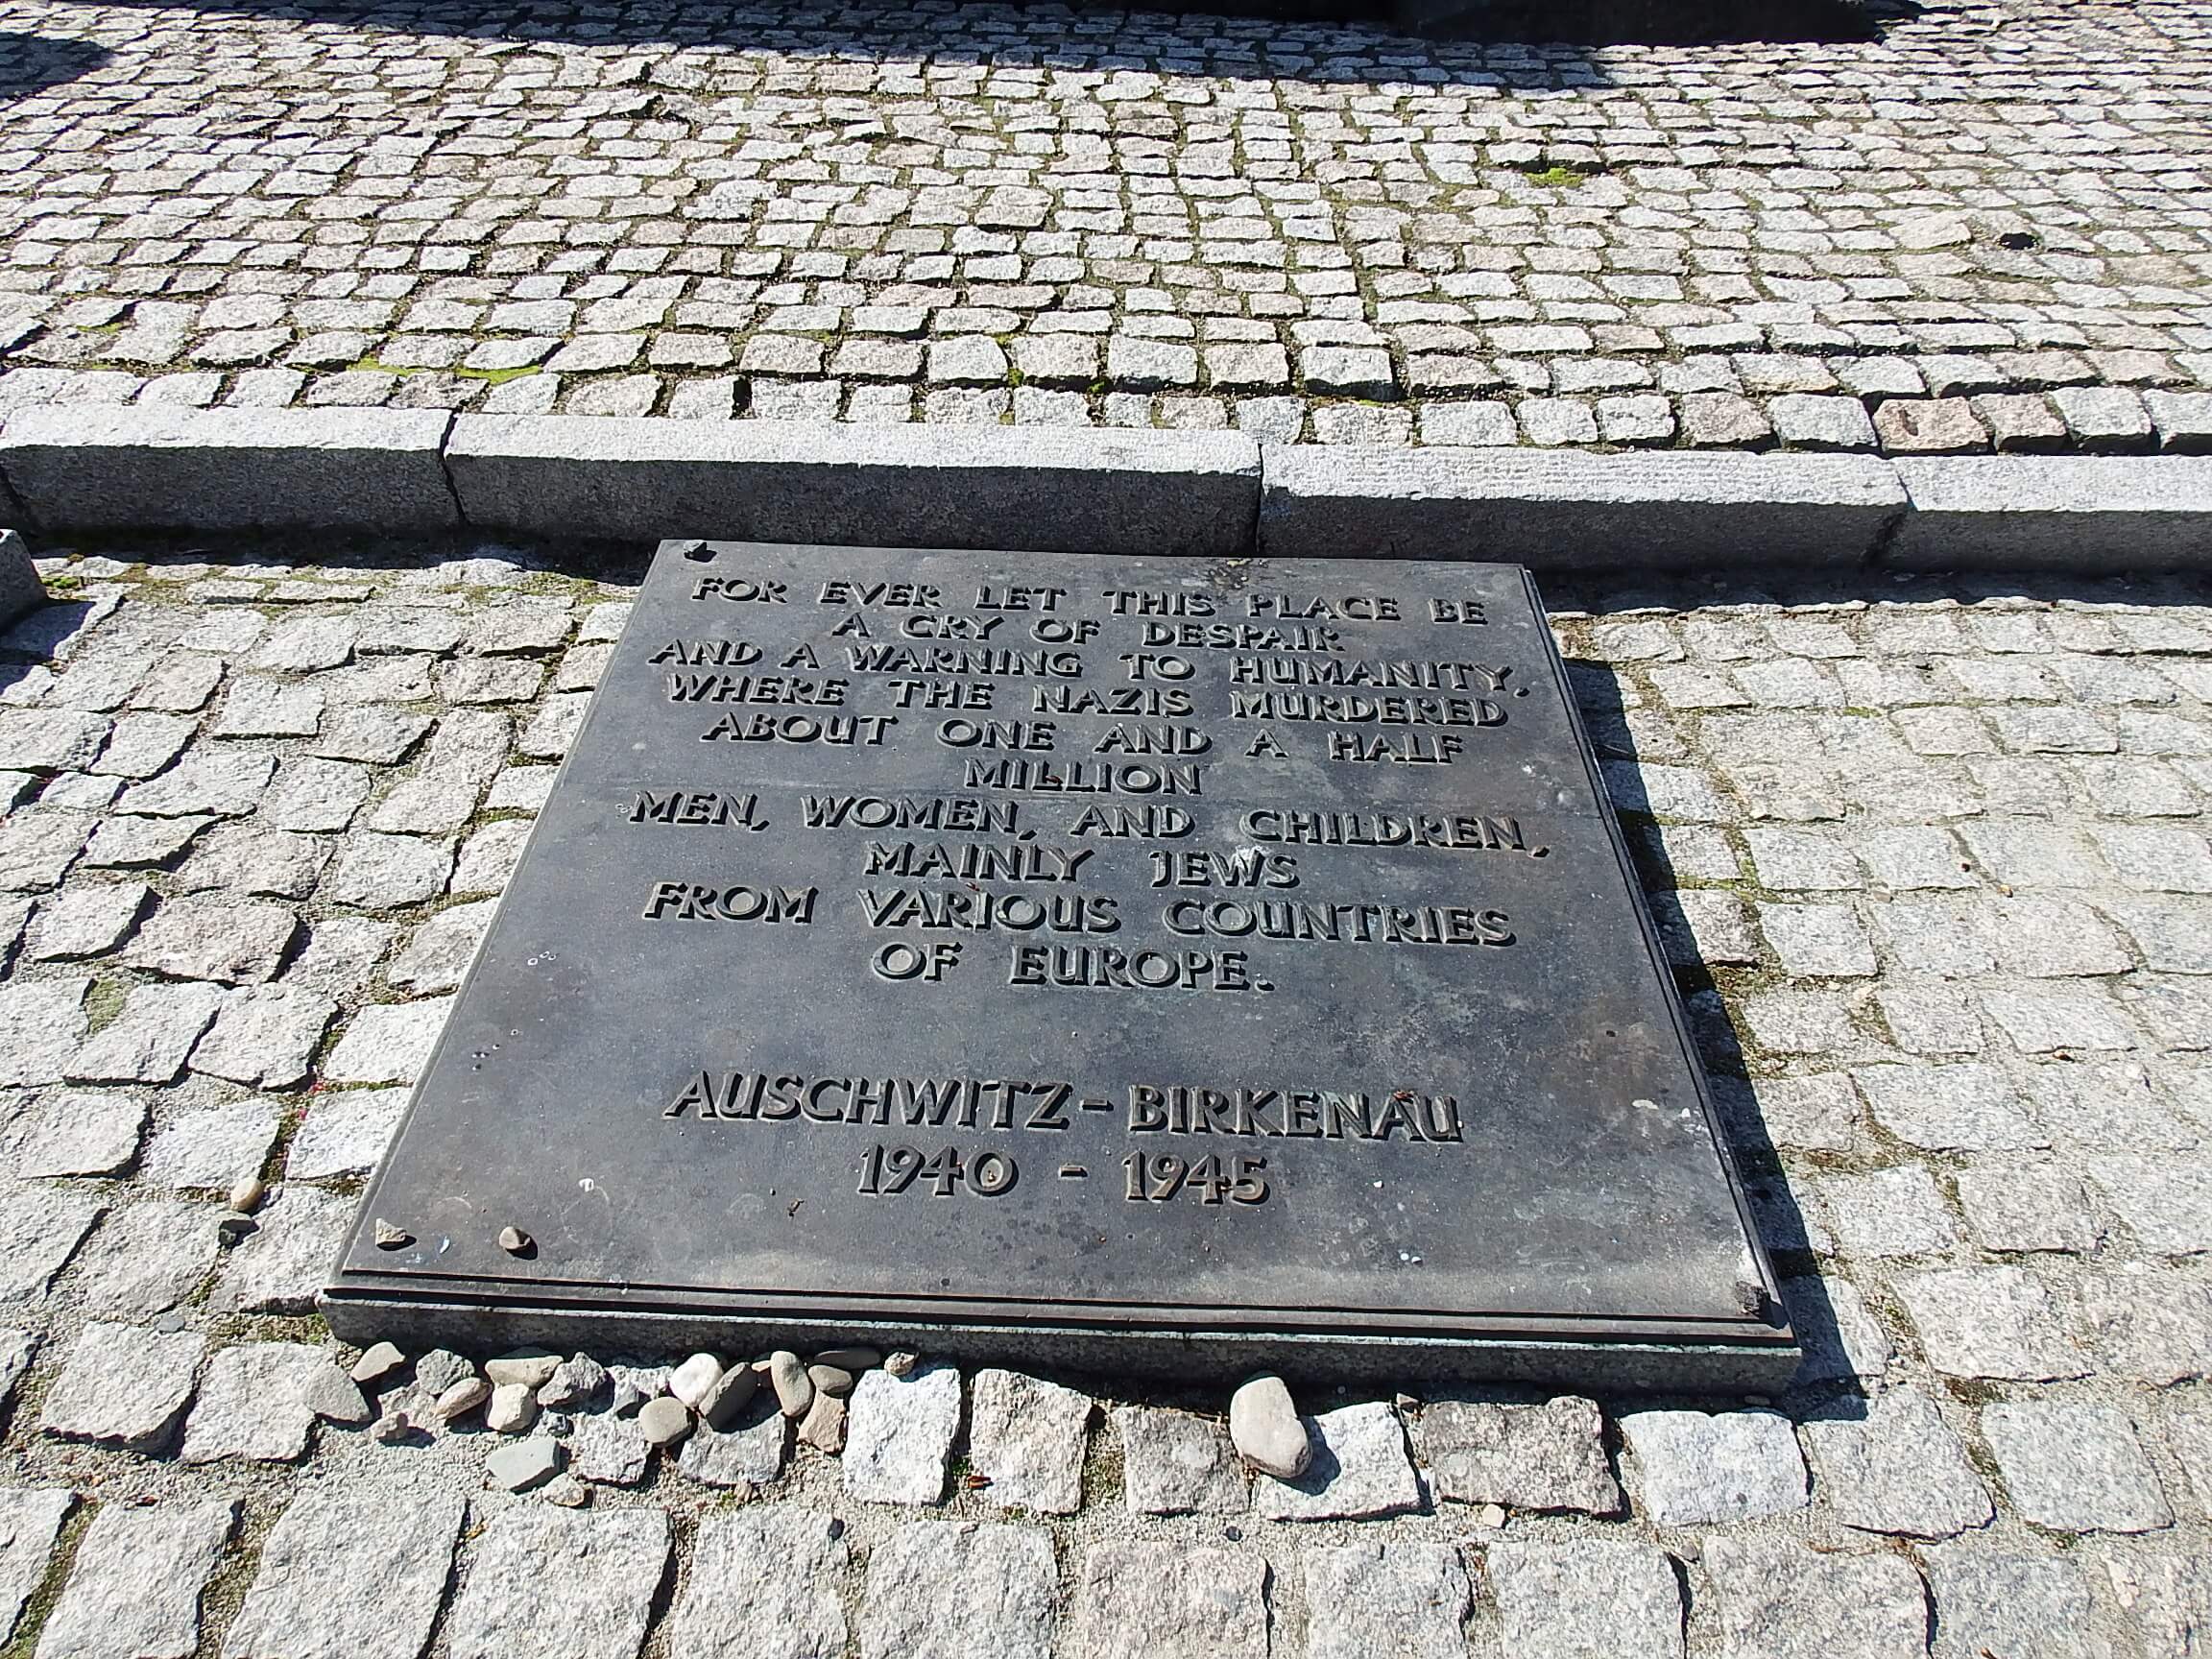 FOR EVER LET THIS PLACE BE
A CRY OF DESPAIR
AND A WARNING TO HUMANITY,
WHERE THE NAZIS MURDERED
ABOUT ONE AND A HALF
MILLION
MEN, WOMEN, AND CHILDREN,
MAINLY JEWS
FROM VARIOUS COUNTRIES
OF EUROPE.
AUSCHWITZ - BIRKENAU
1940 - 1945